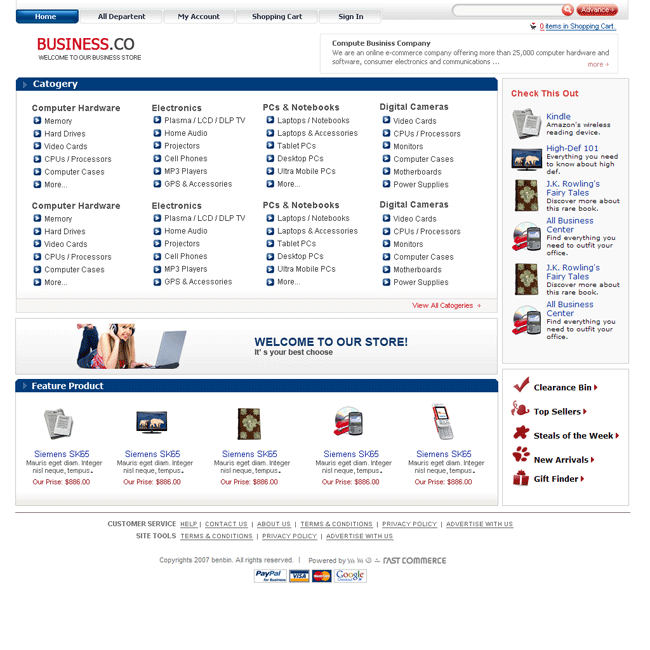 Home All Departent My Account Shopping Cart Sign In Advance +
0 items in Shopping Cart.
BUSINESS.CO
WELCOME TO OUR BUSINESS STORE
Compute Businiss Company
We are an online e-commerce company offering more than 25,000 computer hardware and
software, consumer electronics and communications ...
more
Catogery
Computer Hardware
Memory
Hard Drives
Video Cards
CPUs / Processors
Computer Cases
More...
Electronics
Plasma / LCD / DLP TV
Home Audio
Projectors
Cell Phones
MP3 Players
GPS & Accessories
PCs & Notebooks
Laptops / Notebooks
Laptops & Accessories
Tablet PCs
Desktop PCs
Ultra Mobile PCs
More...
Digital Cameras
Video Cards
CPUs / Processors
Monitors
Computer Cases
Motherboards
Power Supplies
Computer Hardware
Memory
Hard Drives
Video Cards
CPUs / Processors
Computer Cases
More...
Electronics
Plasma / LCD / DLP TV
Home Audio
Projectors
Cell Phones
MP3 Players
GPS & Accessories
PCs & Notebooks
Laptops / Notebooks
Laptops & Accessories
Tablet PCs
Desktop PCs
Ultra Mobile PCs
More...
Digital Cameras
Video Cards
CPUs / Processors
Monitors
Computer Cases
Motherboards
Power Supplies
View All Catogeries
WELCOME TO OUR STORE!
It' s your best choose
Feature Product
Siemens SK65
Mauris eget diam. Integer
nisl neque, tempus.
Our Prise: $886.00
Siemens SK65
Mauris eget diam. Integer
nisl neque, tempus.
Our Prise: $886.00
Siemens SK65
Mauris eget diam. Integer
nisl neque, tempus.
Our Prise: $886.00
Siemens SK65
Mauris eget diam. Integer
nisl neque, tempus.
Our Prise: $886.00
Siemens SK65
Mauris eget diam. Integer
nisl neque, tempus.
Our Prise: $886.00
Check This Out
Kindle
Amazon's wireless
reading device.
High-Def 101
Everything you need
to know about high
def.
J.K. Rowling's
Fairy Tales
Discover more about
this rare book.
All Business
Center
Find everything you
need to outfit your
office.
J.K. Rowling's
Fairy Tales
Discover more about
this rare book.
All Business
Center
Find everything you
need to outfit your
office.
Clearance Bin
Top Sellers
Steals of the Week
New Arrivals
Gift Finder
CUSTOMER SERVICE HELP | CONTACT US | ABOUT US | TERMS & CONDITIONS | PRIVACY POLICY | ADVERTISE WITH US
SITE TOOLS TERMS & CONDITIONS | PRIVACY POLICY | ADVERTISE WITH US
Copyrights 2007 benbin. All rights reserved. | Powered by FAST COMMERCE
PayPal for Business VISA MasterCard Google